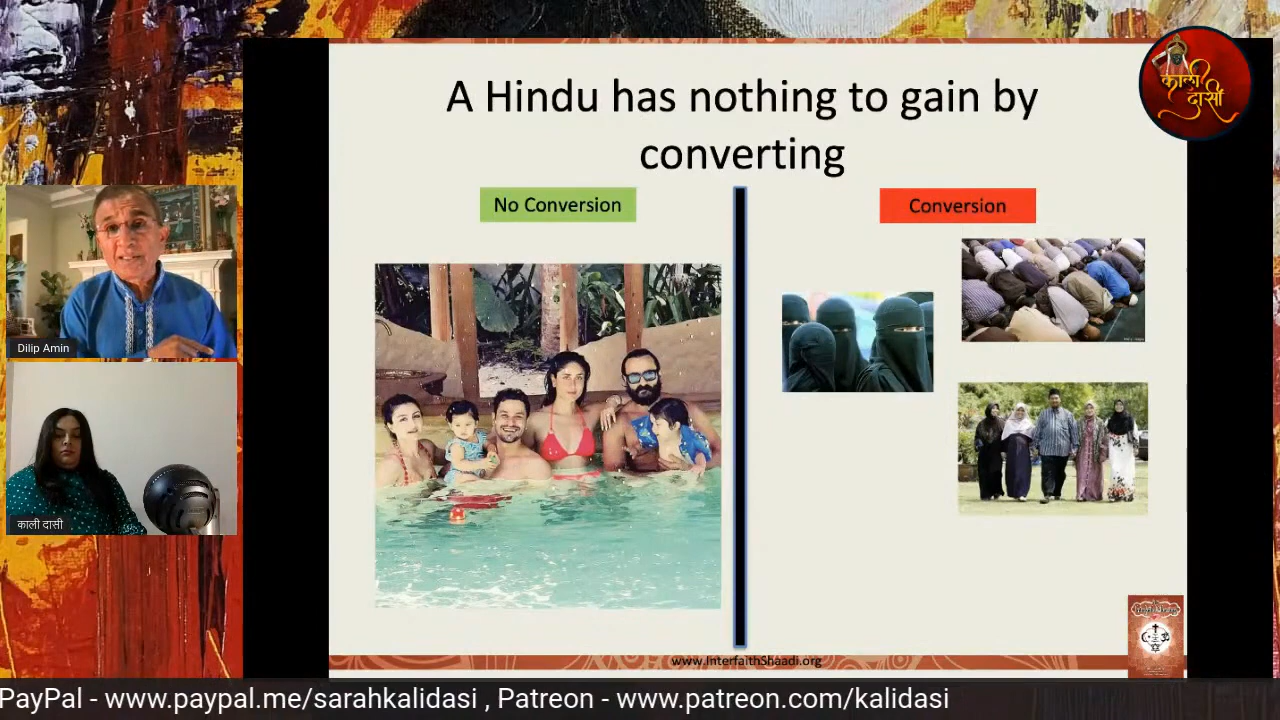 A Hindu has nothing to gain by
converting
No Conversion
Conversion
काली
दासी
Dilip Amin
काली दासी
www.InterfaithShaadi.org
PayPal - www.paypal.me/sarahkalidasi , Patreon - www.patreon.com/kalidasi